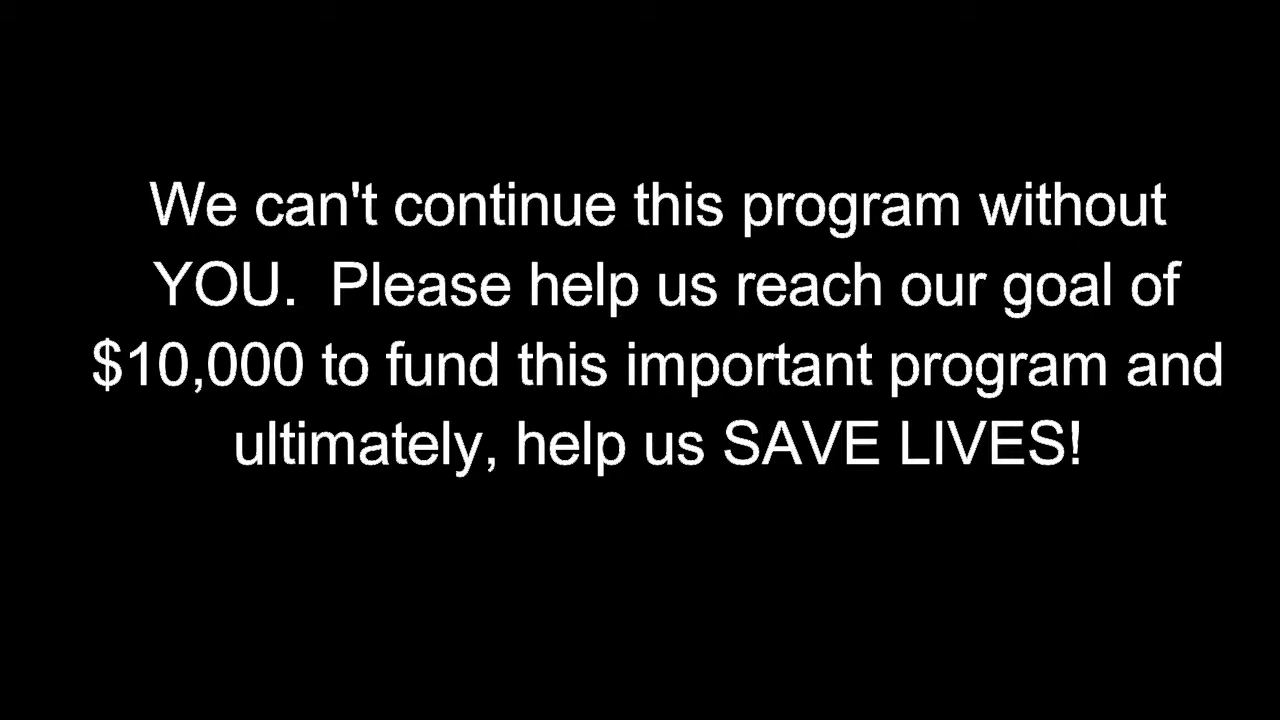 We can't continue this program without
YOU.  Please help us reach our goal of
$10,000 to fund this important program and
ultimately, help us SAVE LIVES!